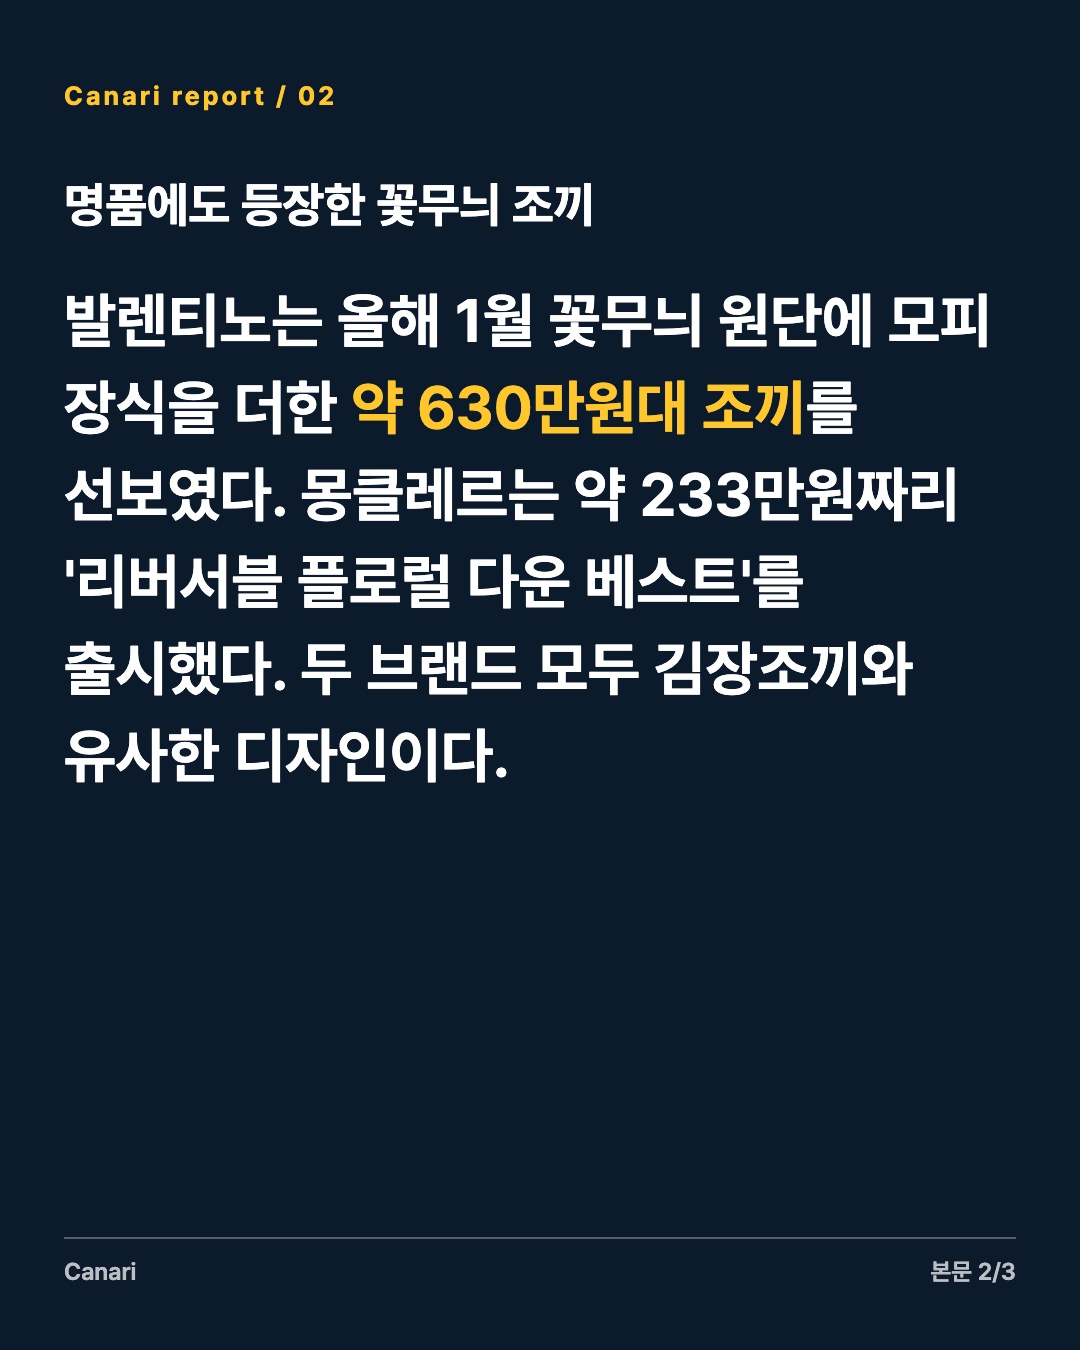 Canari report / 02
명품에도 등장한 꽃무늬 조끼
발렌티노는 올해 1월 꽃무늬 원단에 모피
장식을 더한 약 630만원대 조끼를
선보였다. 몽클레르는 약 233만원짜리
'리버서블 플로럴 다운 베스트'를
출시했다. 두 브랜드 모두 김장조끼와
유사한 디자인이다.
Canari
본문 2/3